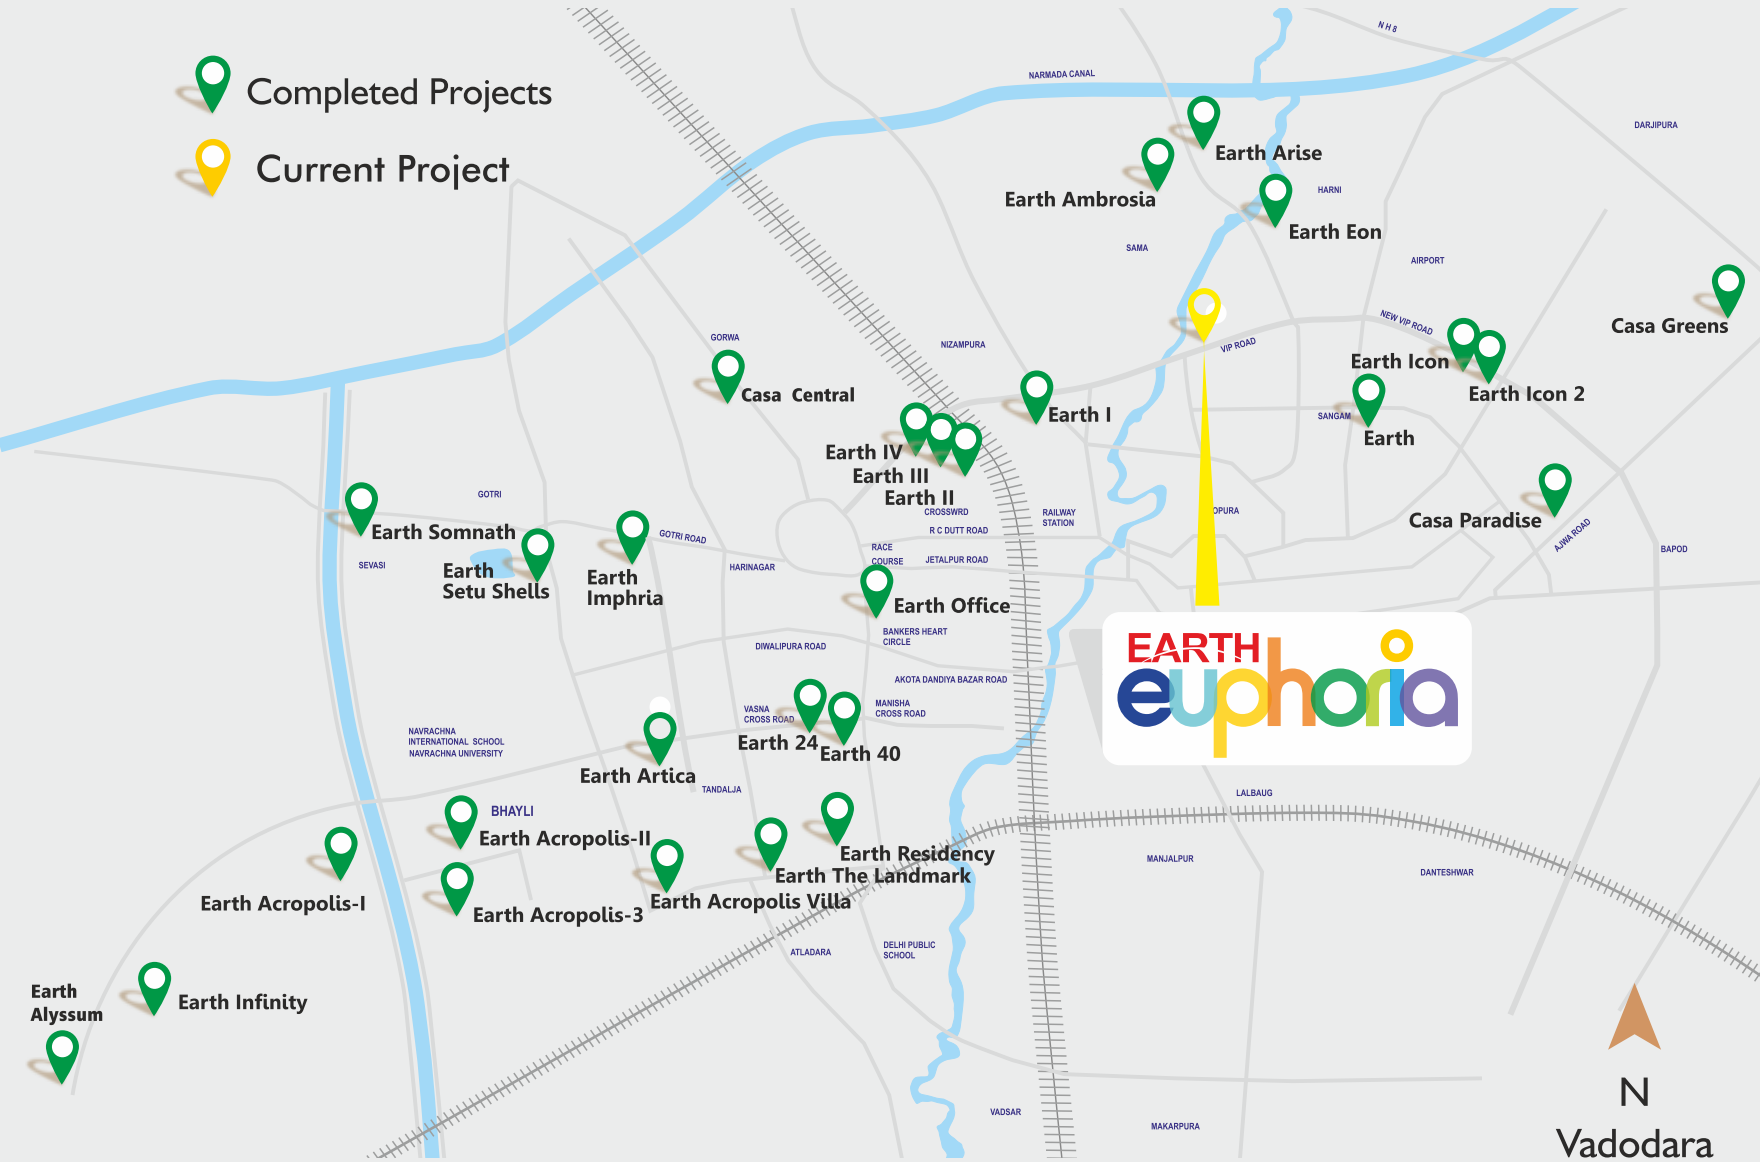 N H 8
NARMADA CANAL
Completed Projects
Current Project
DARJIPURA
Earth Arise
HARNI
Earth Ambrosia
Earth Eon
SAMA
AIRPORT
Casa Greens
NEW VIP ROAD
GORWA
NIZAMPURA
VIP ROAD
Earth Icon
Casa Central
Earth Icon 2
Earth I
SANGAM
Earth
Earth IV
Earth III
Earth II
GOTRI
CROSSWRD
RAILWAY
STATION
OPURA
Casa Paradise
AJWA ROAD
BAPOD
Earth Somnath
R C DUTT ROAD
GOTRI ROAD
RACE
COURSE
JETALPUR ROAD
SEVASI
HARINAGAR
Earth
Setu Shells
Earth
Imphria
Earth Office
BANKERS HEART
CIRCLE
DIWALIPURA ROAD
EARTH
euphoria
AKOTA DANDIYA BAZAR ROAD
VASNA
CROSS ROAD
MANISHA
CROSS ROAD
NAVRACHNA
INTERNATIONAL SCHOOL
NAVRACHNA UNIVERSITY
Earth 24
Earth 40
Earth Artica
TANDALJA
LALBAUG
BHAYLI
Earth Acropolis-II
Earth Residency
MANJALPUR
Earth The Landmark
DANTESHWAR
Earth Acropolis-I
Earth Acropolis Villa
Earth Acropolis-3
ATLADARA
DELHI PUBLIC
SCHOOL
Earth
Alyssum
Earth Infinity
VADSAR
MAKARPURA
N
Vadodara